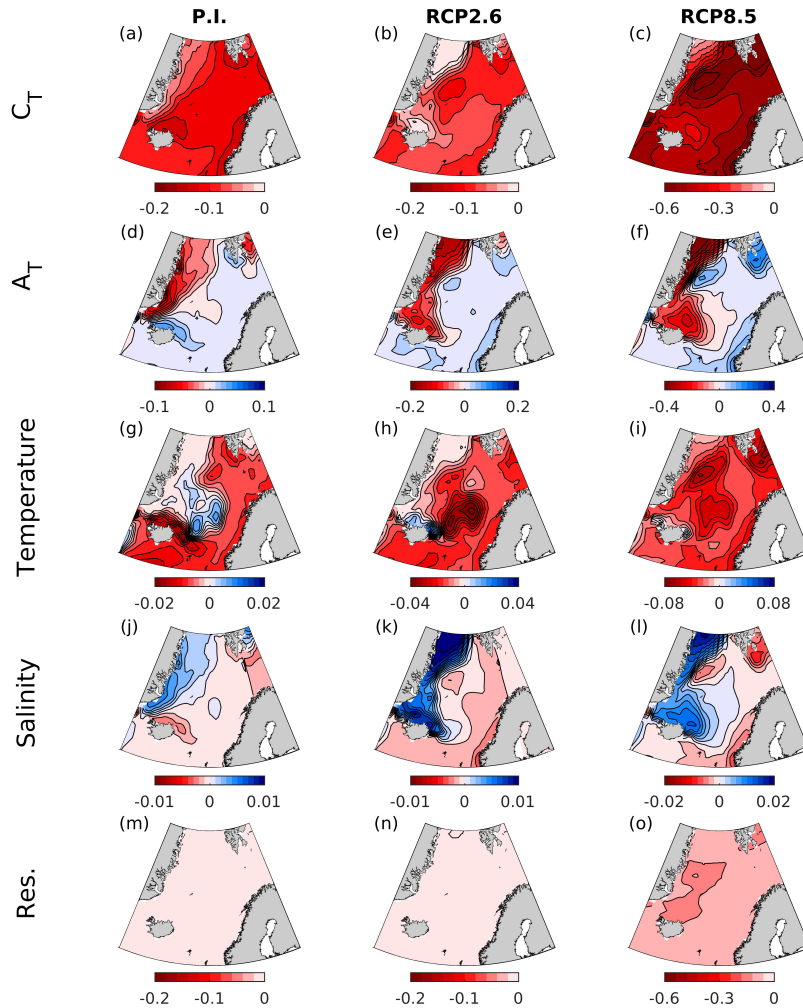 P.I. RCP2.6 RCP8.5
(a) (b) (c)
C_T
-0.2 -0.1 0 -0.2 -0.1 0 -0.6 -0.3 0
(d) (e) (f)
A_T
-0.1 0 0.1 -0.2 0 0.2 -0.4 0 0.4
(g) (h) (i)
Temperature
-0.02 0 0.02 -0.04 0 0.04 -0.08 0 0.08
(j) (k) (l)
Salinity
-0.01 0 0.01 -0.01 0 0.01 -0.02 0 0.02
(m) (n) (o)
Res.
-0.2 -0.1 0 -0.2 -0.1 0 -0.6 -0.3 0